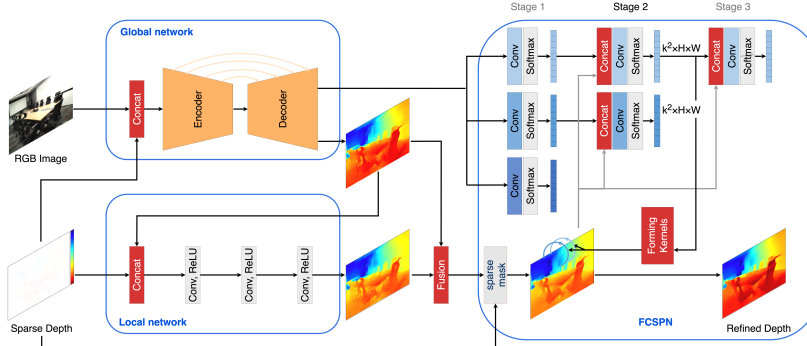 Stage 1
Stage 2
Stage 3
Global network
Concat
Encoder
Decoder
RGB Image
Conv
Softmax
Concat
Conv
Softmax
k²×H×W
Concat
Conv
Softmax
Conv
Softmax
Concat
Conv
Softmax
k²×H×W
Conv
Softmax
Concat
Conv, ReLU
Conv, ReLU
Conv, ReLU
Fusion
sparse
mask
Forming
Kernels
Sparse Depth
Local network
FCSPN
Refined Depth